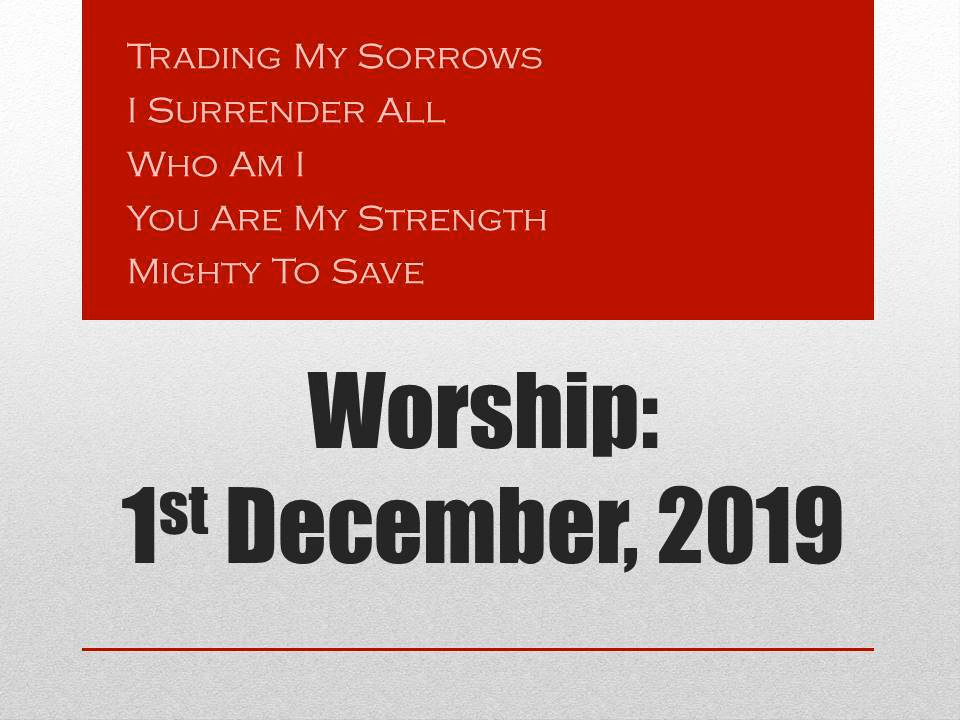 Trading My Sorrows
I Surrender All
Who Am I
You Are My Strength
Mighty To Save
Worship:
1st December, 2019